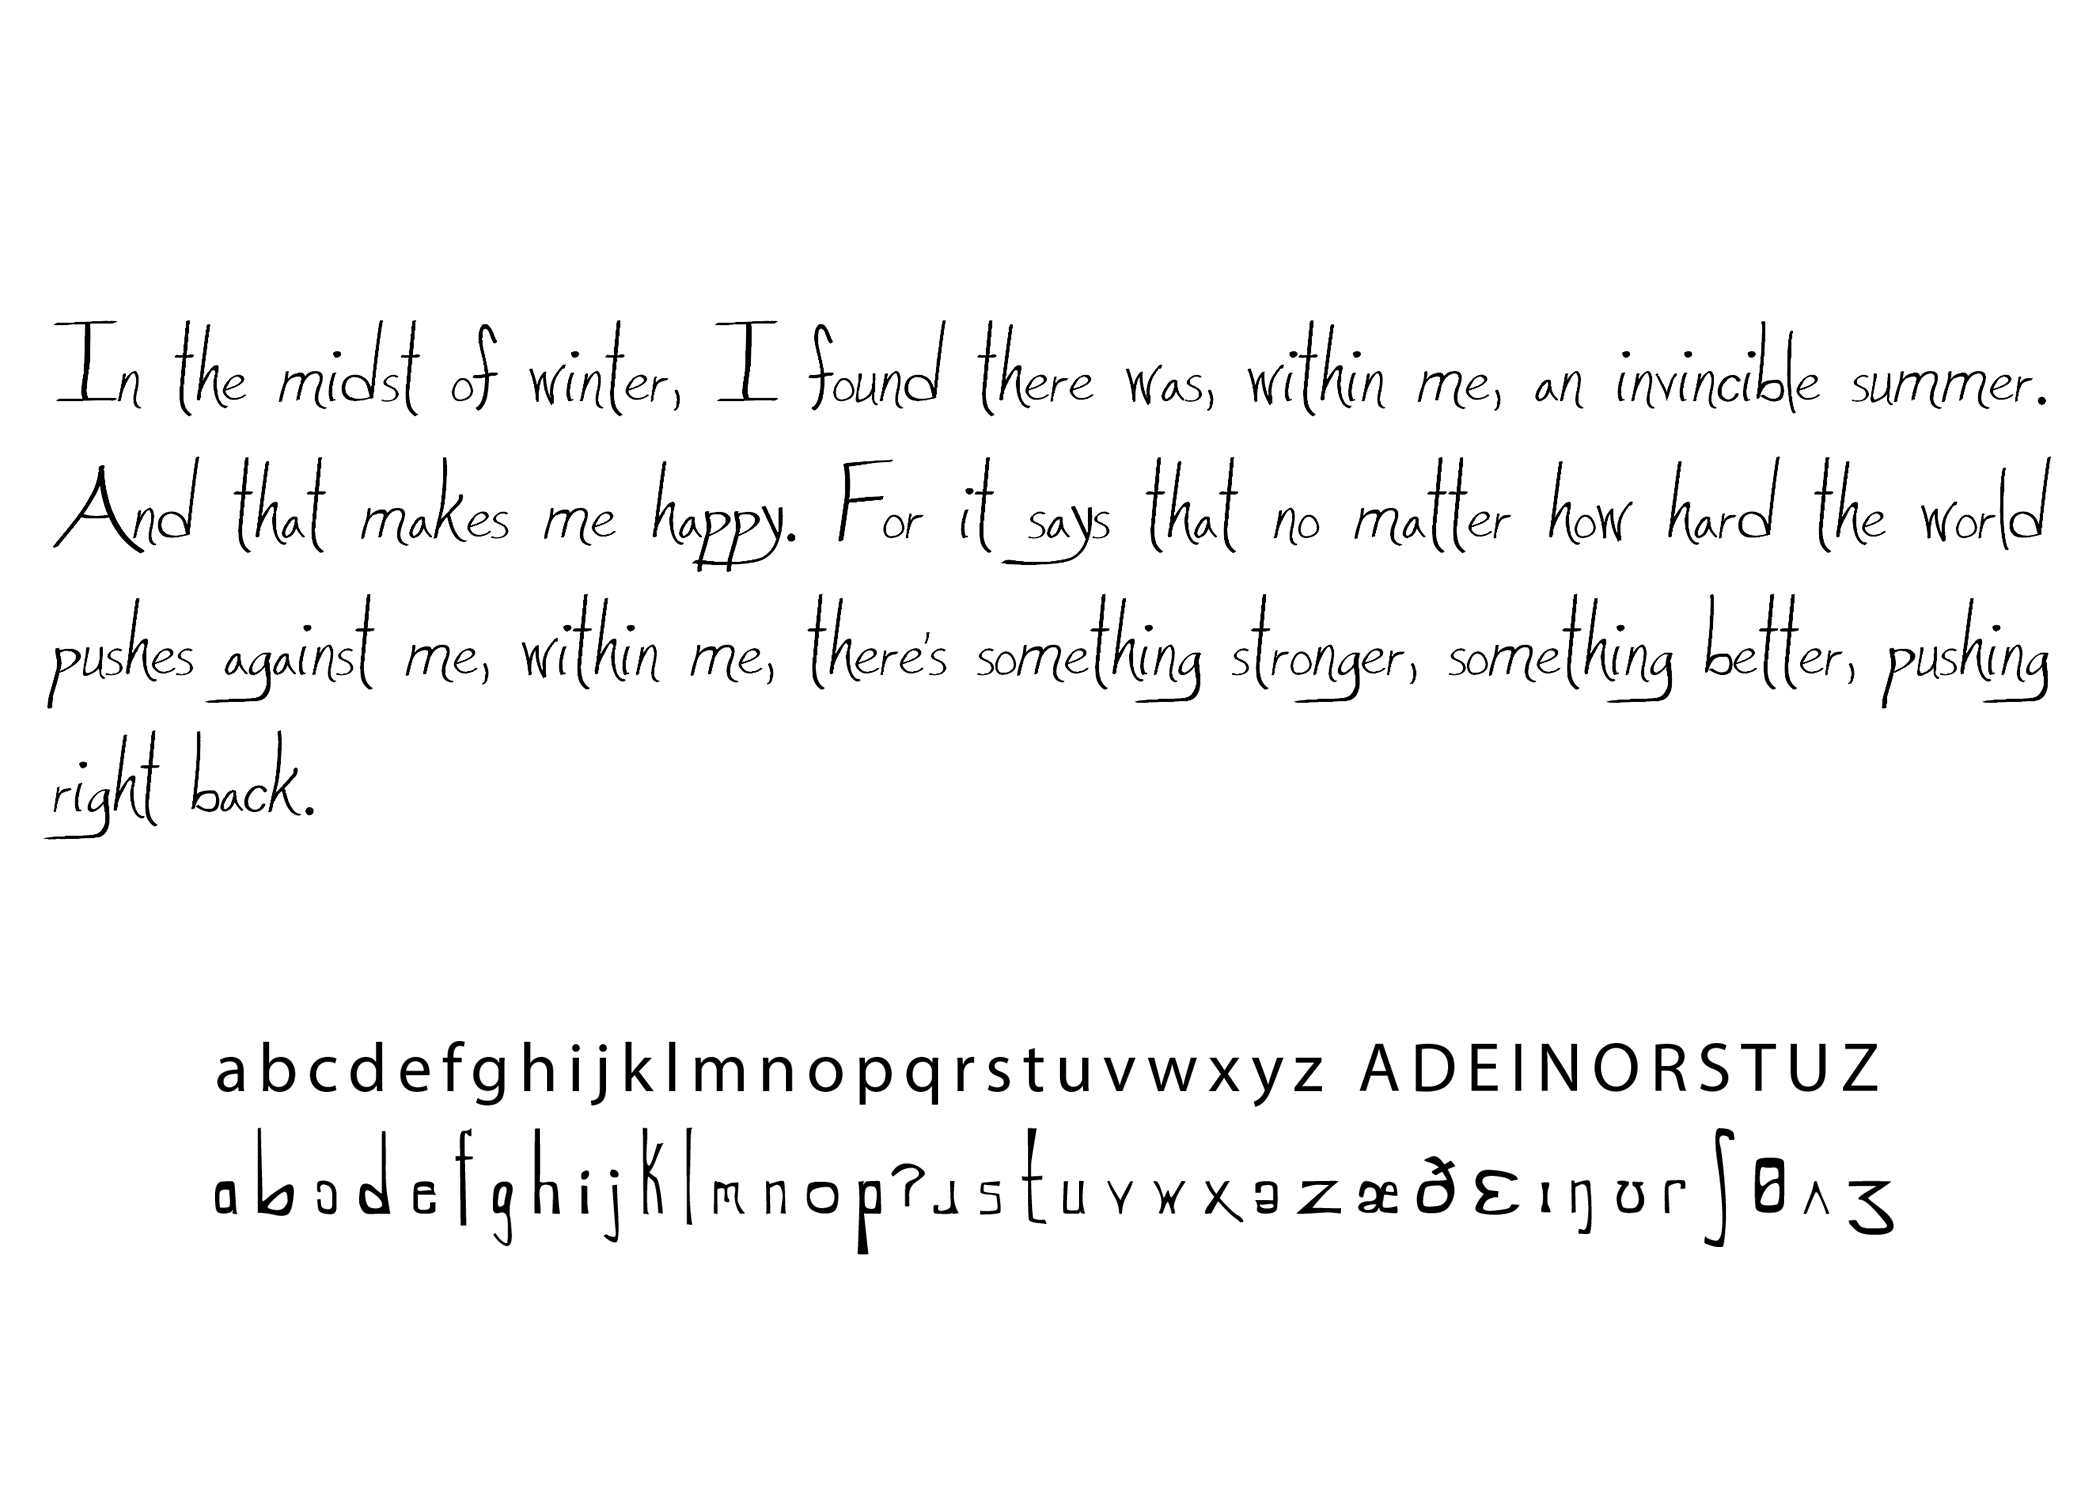 In the midst of winter, I found there was, within me, an invincible summer.
And that makes me happy. For it says that no matter how hard the world
pushes against me, within me, there's something stronger, something better, pushing
right back.
a b c d e f g h i j k l m n o p q r s t u v w x y z A D E I N O R S T U Z
a b ɔ d e f g h i j k l m n o p ʔ ɹ s t u v w x ə z æ ð ɛ ɪ ŋ ʊ ɾ ʃ θ ʌ ʒ